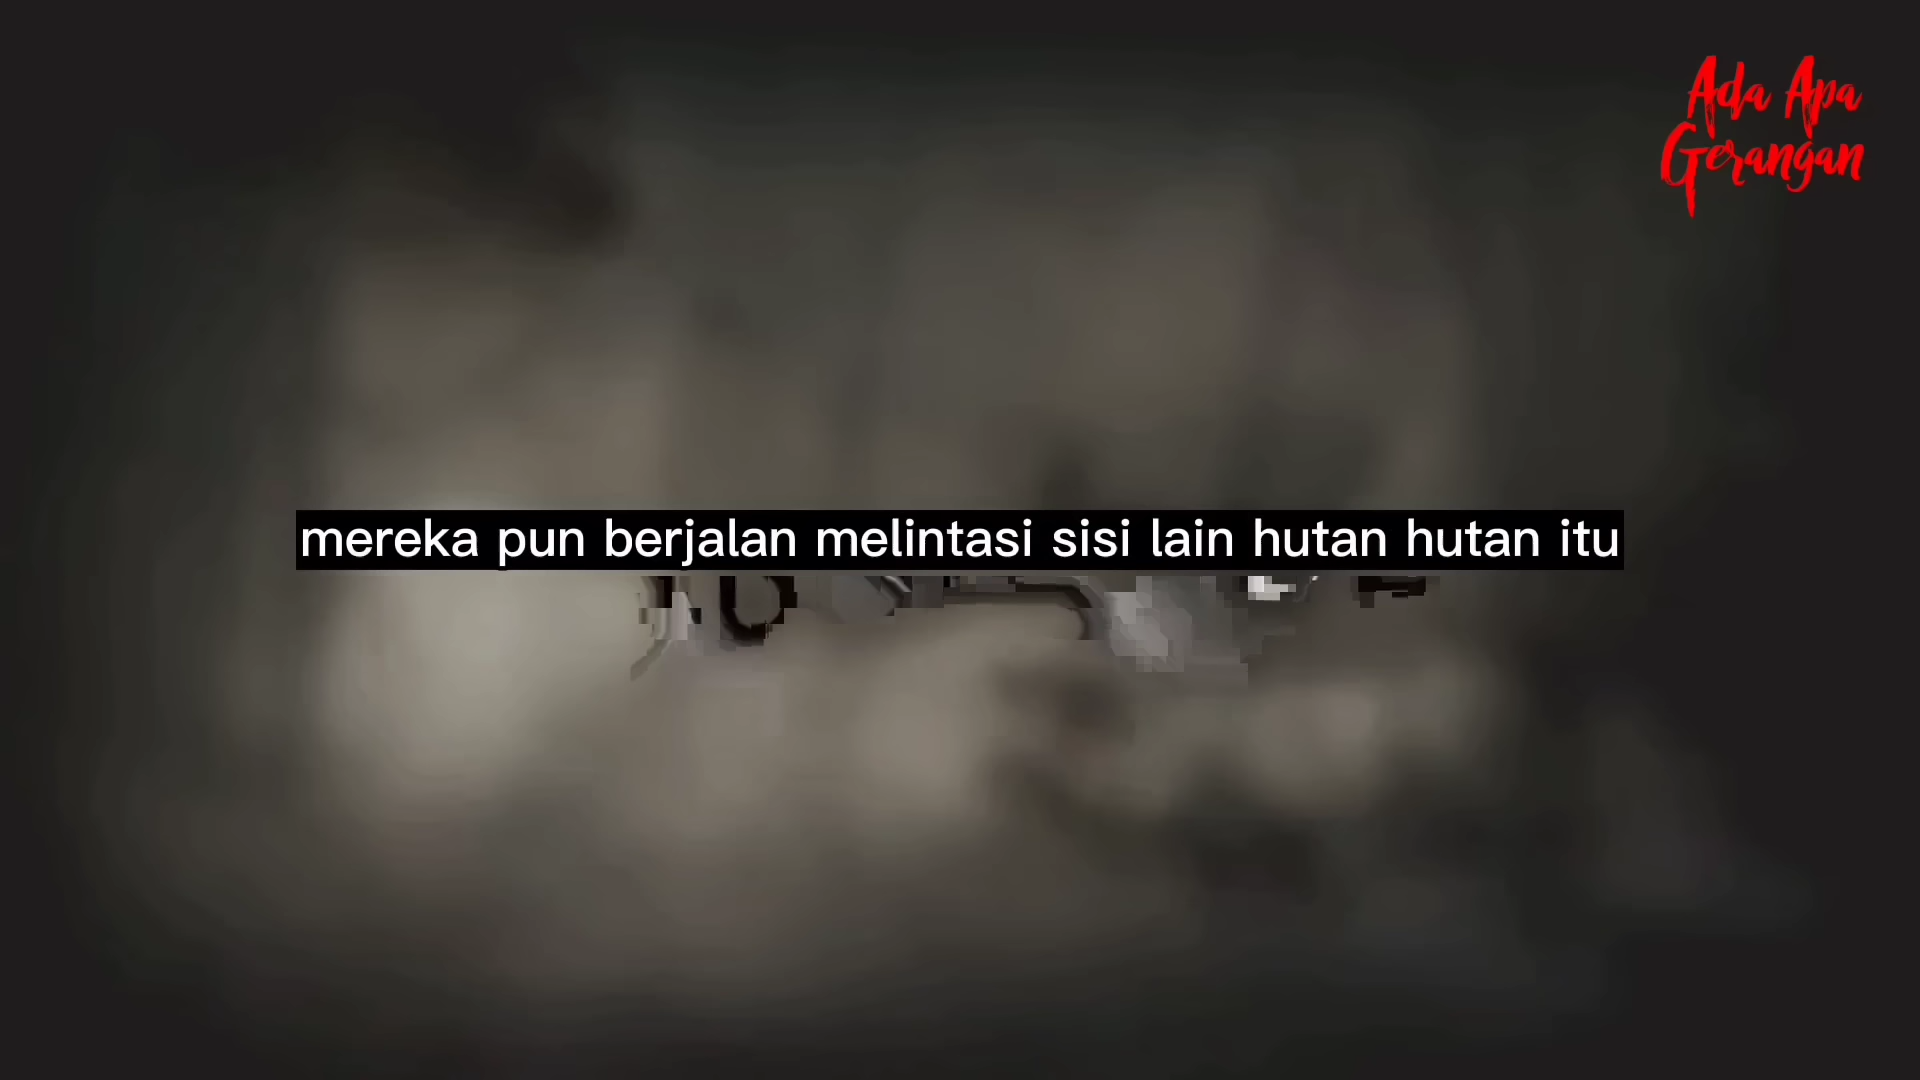 Ada Apa
Gerangan
mereka pun berjalan melintasi sisi lain hutan hutan itu